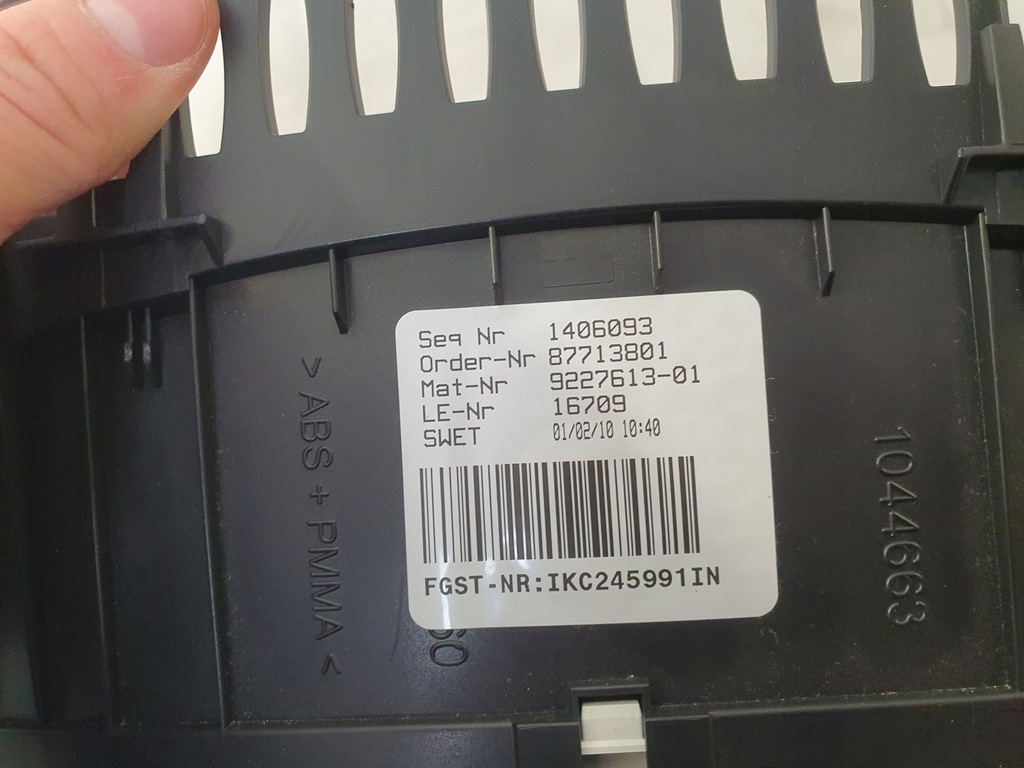 Seq Nr 1406093
Order-Nr 87713801
Mat-Nr 9227613-01
LE-Nr 16709
SWET 01/02/10 10:40
FGST-NR:IKC245991IN
> ABS + PMMA <
1044663
60